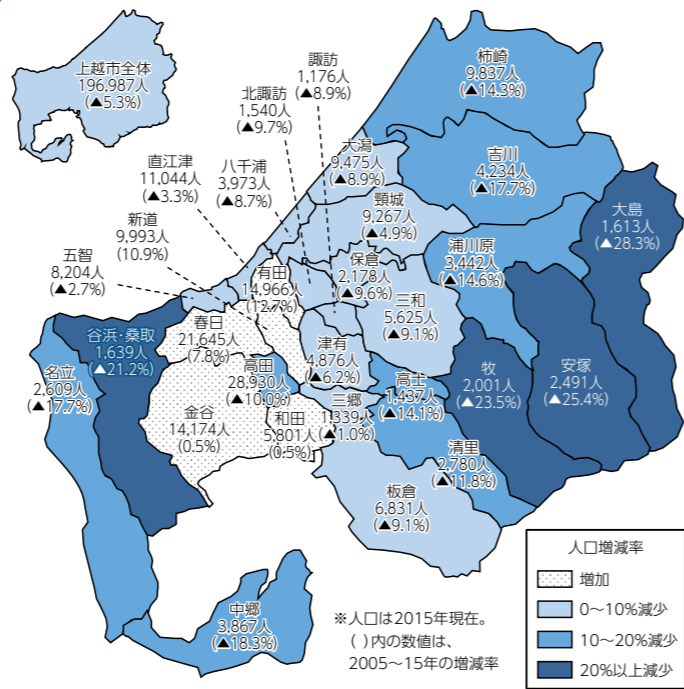 上越市全体
196,987人
(▲5.3%)
諏訪
1,176人
(▲8.9%)
北諏訪
1,540人
(▲9.7%)
柿崎
9,837人
(▲14.3%)
大潟
9,475人
(▲8.9%)
吉川
4,234人
(▲17.7%)
直江津
11,044人
(▲3.3%)
八千浦
3,973人
(▲8.7%)
頸城
9,267人
(▲4.9%)
大島
1,613人
(▲28.3%)
新道
9,993人
(10.9%)
五智
8,204人
(▲2.7%)
有田
14,966人
(12.7%)
保倉
2,178人
(▲9.6%)
浦川原
3,442人
(▲14.6%)
三和
5,625人
(▲9.1%)
谷浜・桑取
1,639人
(▲21.2%)
春日
21,645人
(7.8%)
津有
4,876人
(▲6.2%)
名立
2,609人
(▲17.7%)
高田
28,930人
(▲10.0%)
高士
1,437人
(▲14.1%)
牧
2,001人
(▲23.5%)
安塚
2,491人
(▲25.4%)
金谷
14,174人
(0.5%)
和田
5,801人
(0.5%)
三郷
1,339人
(▲1.0%)
清里
2,780人
(▲11.8%)
板倉
6,831人
(▲9.1%)
中郷
3,867人
(▲18.3%)
※人口は2015年現在。
( )内の数値は、
2005〜15年の増減率
人口増減率
増加
0〜10%減少
10〜20%減少
20%以上減少